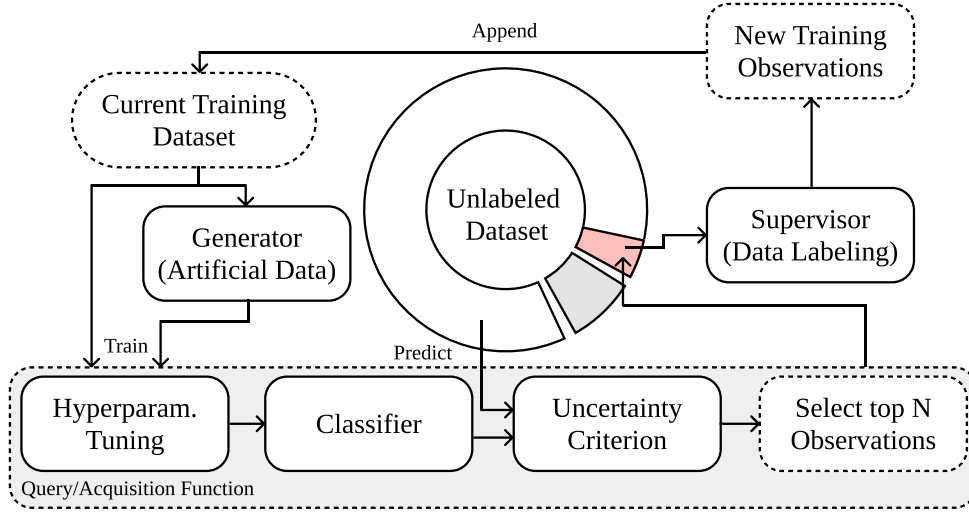 Append
New Training
Observations
Current Training
Dataset
Unlabeled
Dataset
Supervisor
(Data Labeling)
Generator
(Artificial Data)
Train
Predict
Hyperparam.
Tuning
Classifier
Uncertainty
Criterion
Select top N
Observations
Query/Acquisition Function